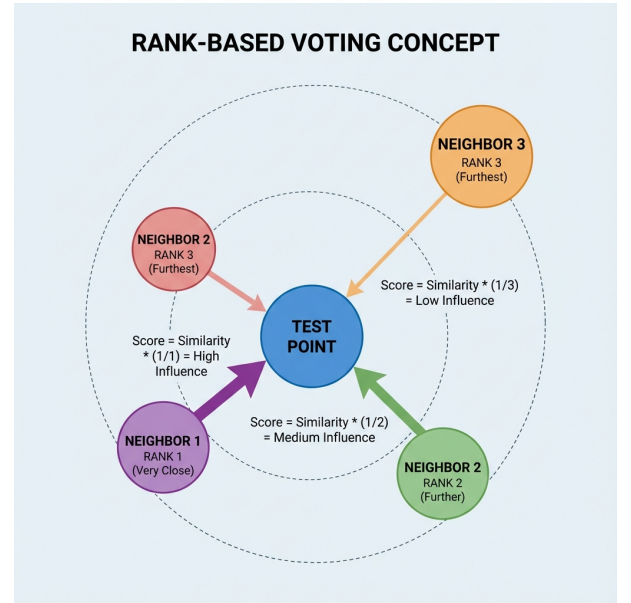 RANK-BASED VOTING CONCEPT
NEIGHBOR 3
RANK 3
(Furthest)
NEIGHBOR 2
RANK 3
(Furthest)
Score = Similarity * (1/3)
= Low Influence
TEST
POINT
Score = Similarity
* (1/1) = High
Influence
Score = Similarity * (1/2)
= Medium Influence
NEIGHBOR 1
RANK 1
(Very Close)
NEIGHBOR 2
RANK 2
(Further)